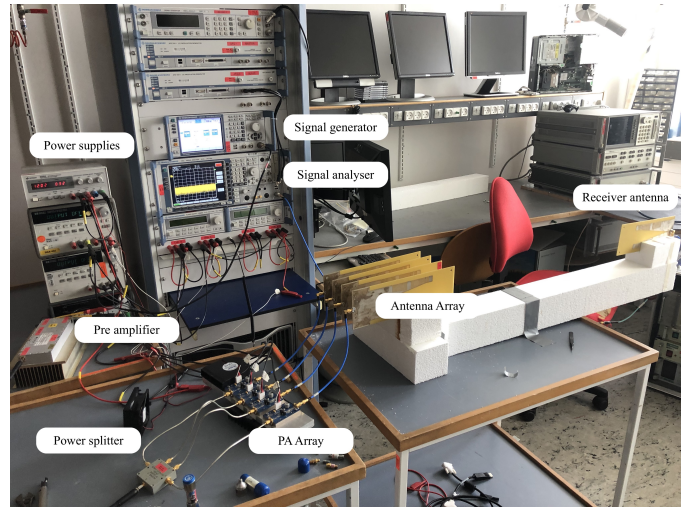 Signal generator
Power supplies
Signal analyser
Receiver antenna
Antenna Array
Pre amplifier
Power splitter
PA Array